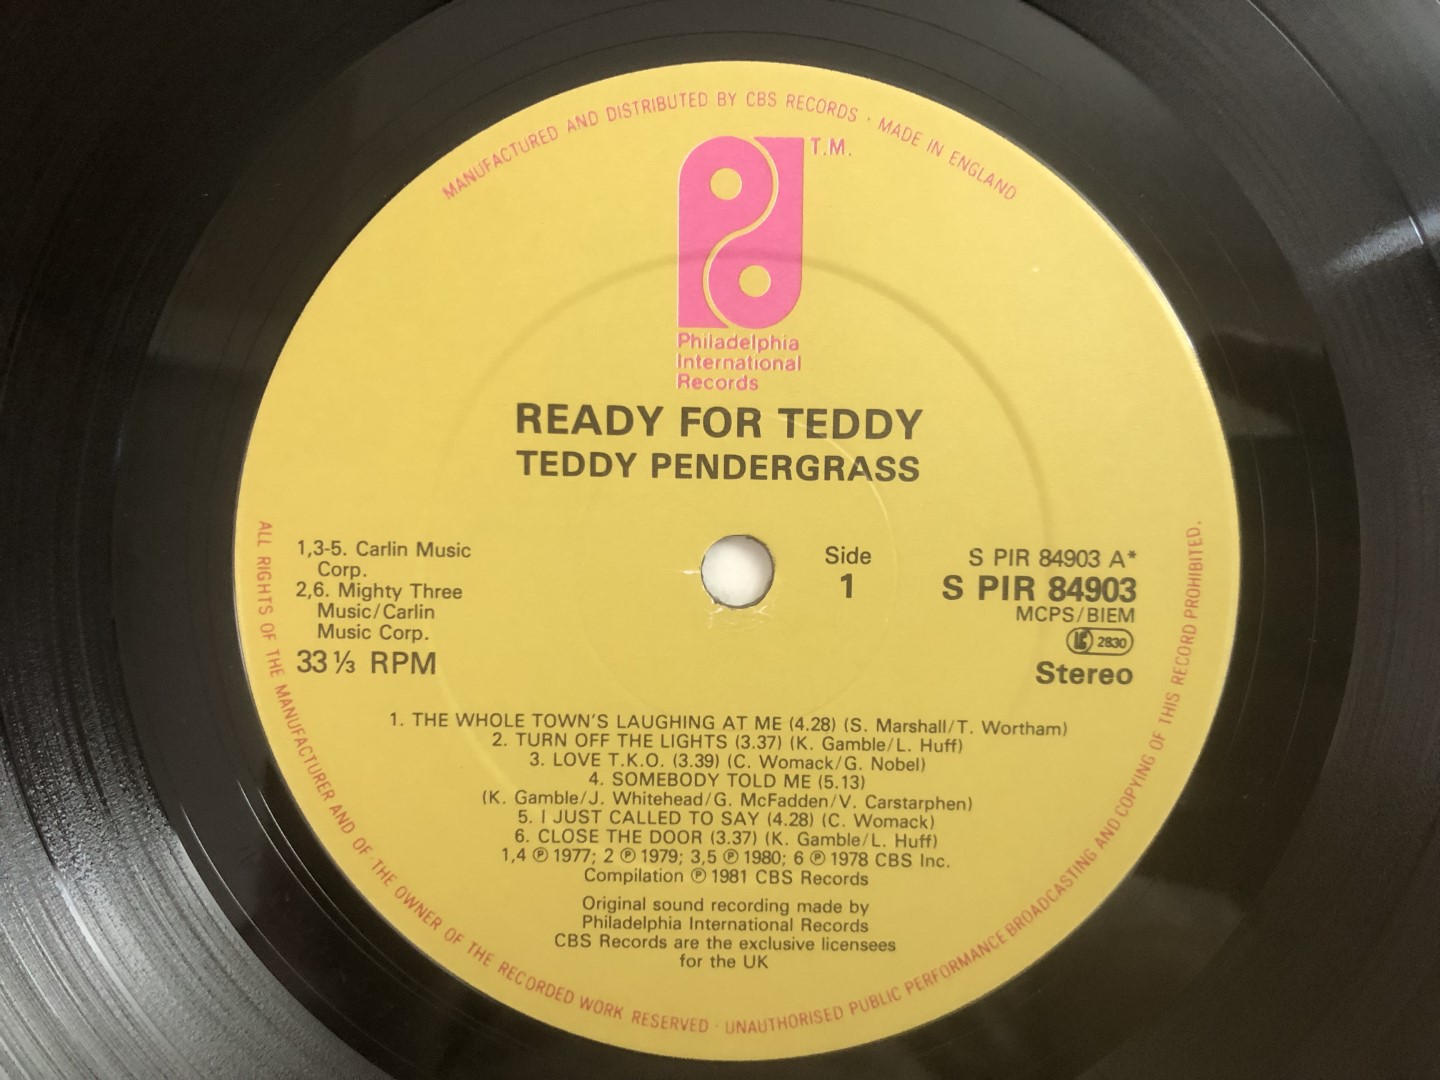 MANUFACTURED AND DISTRIBUTED BY CBS RECORDS · MADE IN ENGLAND
T.M.
Philadelphia
International
Records
READY FOR TEDDY
TEDDY PENDERGRASS
1,3-5. Carlin Music
Corp.
2,6. Mighty Three
Music/Carlin
Music Corp.
33⅓ RPM
Side
1
S PIR 84903 A*
S PIR 84903
MCPS/BIEM
LC 2830
Stereo
1. THE WHOLE TOWN'S LAUGHING AT ME (4.28) (S. Marshall/T. Wortham)
2. TURN OFF THE LIGHTS (3.37) (K. Gamble/L. Huff)
3. LOVE T.K.O. (3.39) (C. Womack/G. Nobel)
4. SOMEBODY TOLD ME (5.13)
(K. Gamble/J. Whitehead/G. McFadden/V. Carstarphen)
5. I JUST CALLED TO SAY (4.28) (C. Womack)
6. CLOSE THE DOOR (3.37) (K. Gamble/L. Huff)
1,4 ℗ 1977; 2 ℗ 1979; 3,5 ℗ 1980; 6 ℗ 1978 CBS Inc.
Compilation ℗ 1981 CBS Records
Original sound recording made by
Philadelphia International Records
CBS Records are the exclusive licensees
for the UK
ALL RIGHTS OF THE MANUFACTURER AND OF · THE OWNER OF THE RECORDED WORK RESERVED · UNAUTHORISED PUBLIC PERFORMANCE BROADCASTING AND COPYING OF THIS RECORD PROHIBITED.